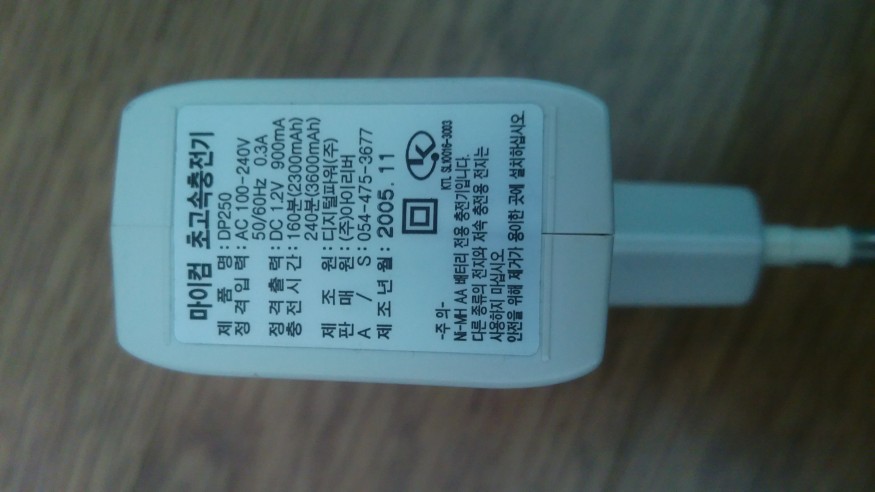 마이컴 초고속충전기
제 품 명 : DP250
정격입력 : AC 100-240V
50/60Hz 0.3A
정격출력 : DC 1.2V 900mA
충전시간 : 160분(2300mAh)
240분(3600mAh)
제 조 원 : 디지털파워(주)
판 매 원 : (주)아이리버
A / S : 054-475-3677
제조년월 : 2005. 11
KTL SLK0016-3003
-주 의-
Ni-MH AA 배터리 전용 충전기입니다.
다른 종류의 전지와 저속 충전용 전지는
사용하지 마십시오.
안전을 위해 제거가 용이한 곳에 설치하십시오.